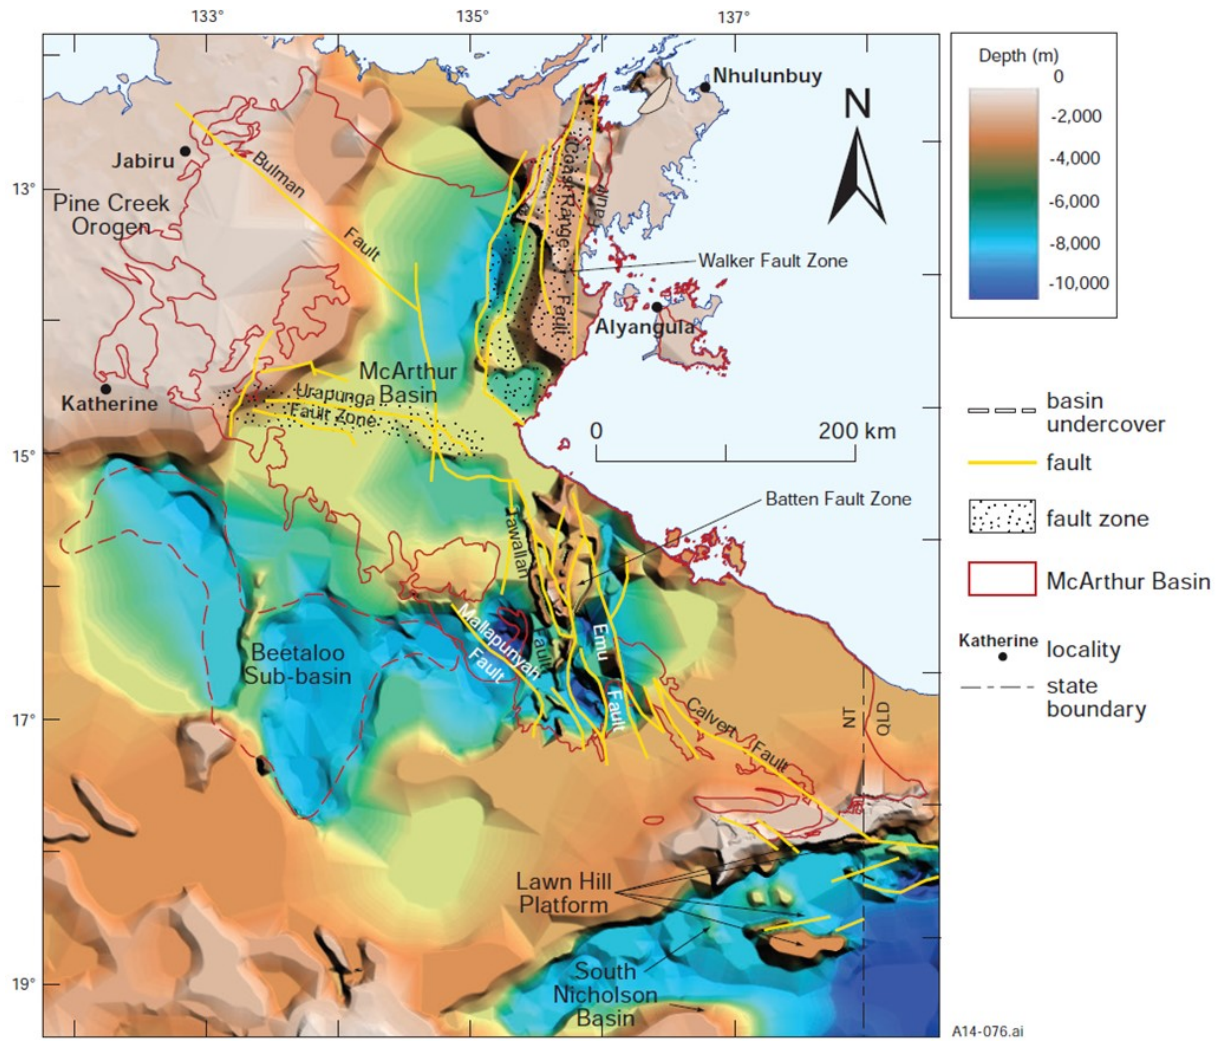 133°
135°
137°
13°
15°
17°
19°
Nhulunbuy
N
Jabiru
Bulman
Fault
Pine Creek
Orogen
Coast Range
Fault
Fault
Walker Fault Zone
Alyangula
McArthur
Basin
Urapunga
Fault Zone
Katherine
0
200 km
Batten Fault Zone
Tawallah
Fault
Mallapunyah
Fault
Emu
Fault
Beetaloo
Sub-basin
Calvert
Fault
NT
QLD
Lawn Hill
Platform
South
Nicholson
Basin
Depth (m)
0
-2,000
-4,000
-6,000
-8,000
-10,000
basin
undercover
fault
fault zone
McArthur Basin
Katherine
locality
state
boundary
A14-076.ai